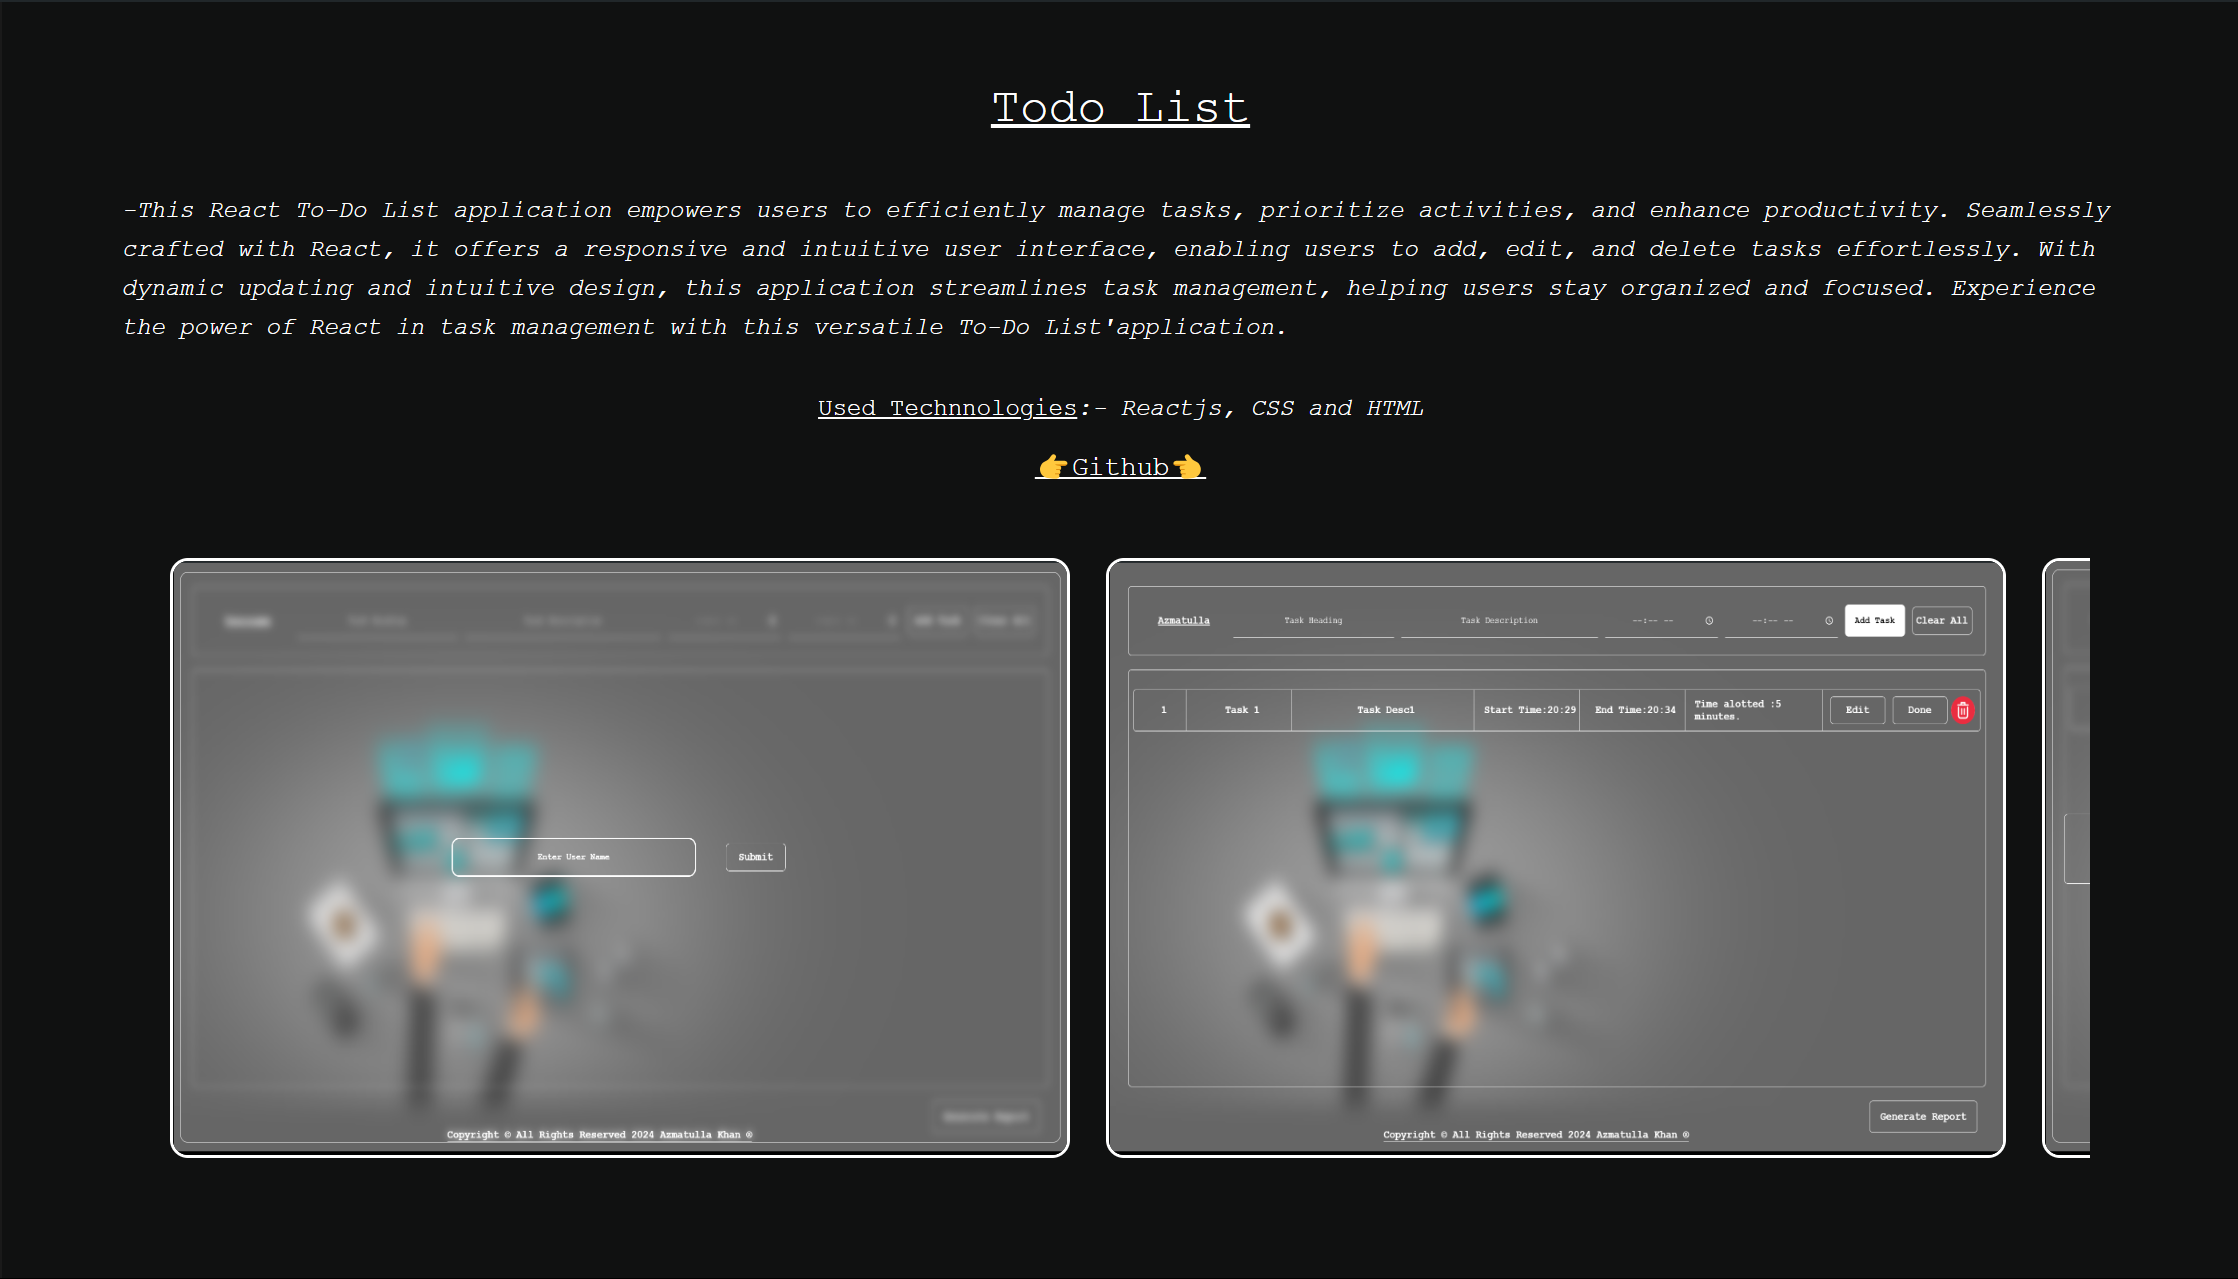 Todo List
-This React To-Do List application empowers users to efficiently manage tasks, prioritize activities, and enhance productivity. Seamlessly
crafted with React, it offers a responsive and intuitive user interface, enabling users to add, edit, and delete tasks effortlessly. With
dynamic updating and intuitive design, this application streamlines task management, helping users stay organized and focused. Experience
the power of React in task management with this versatile To-Do List'application.
Used Technnologies:- Reactjs, CSS and HTML
👉Github👈
Enter User Name Submit
Copyright © All Rights Reserved 2024 Azmatulla Khan ®
Azmatulla Task Heading Task Description --:-- -- --:-- -- Add Task Clear All
1 Task 1 Task Desc1 Start Time:20:29 End Time:20:34 Time alotted :5
minutes. Edit Done
Generate Report
Copyright © All Rights Reserved 2024 Azmatulla Khan ®